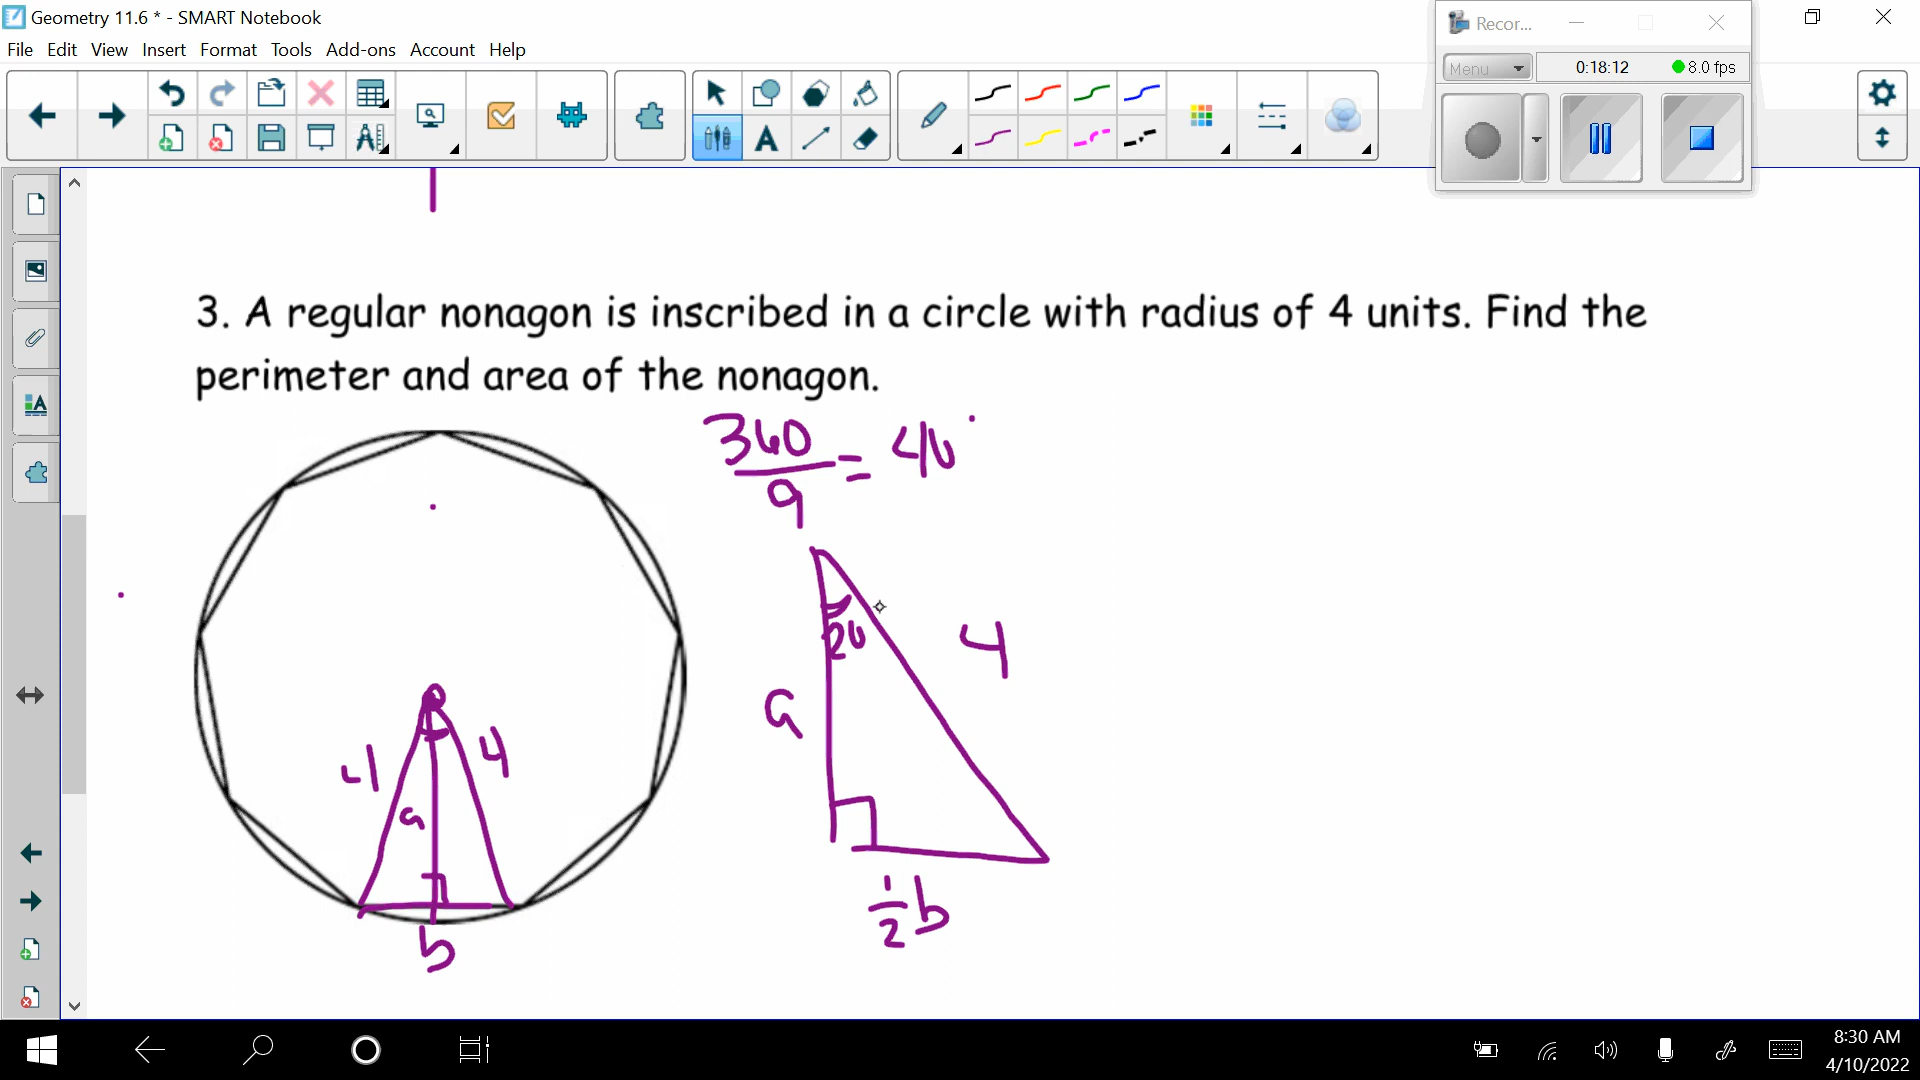 Geometry 11.6 * - SMART Notebook
Recor...
File Edit View Insert Format Tools Add-ons Account Help
Menu
0:18:12
8.0 fps
3. A regular nonagon is inscribed in a circle with radius of 4 units. Find the
perimeter and area of the nonagon.
360
9
= 40°
20
4
a
4
4
a
1
2
b
b
8:30 AM
4/10/2022